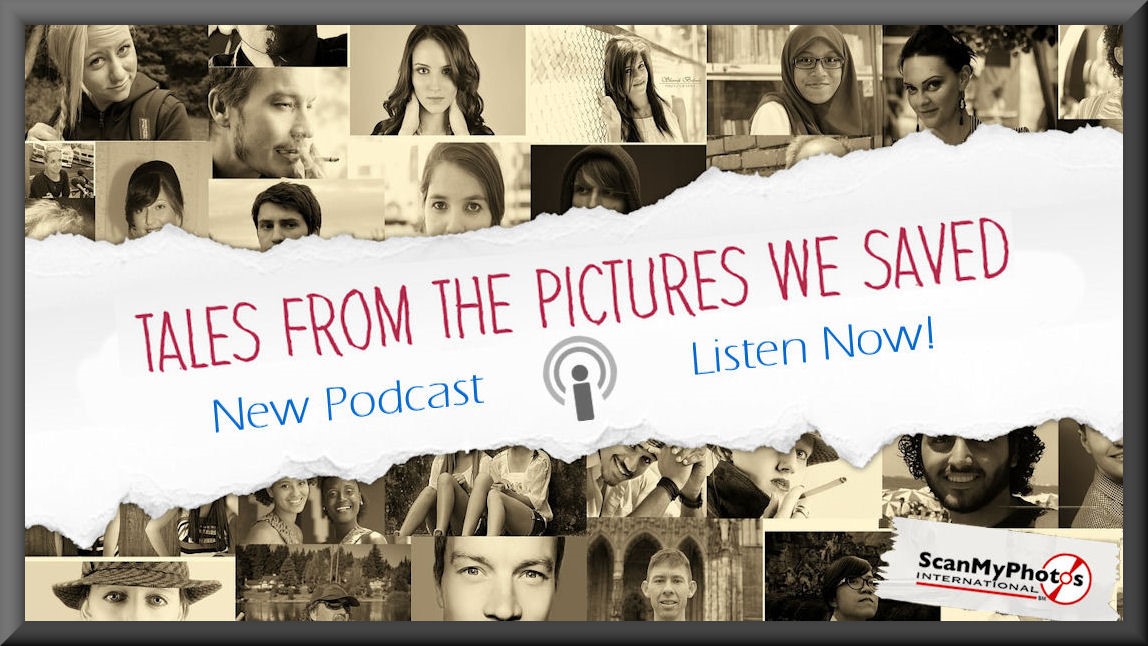 TALES FROM THE PICTURES WE SAVED
New Podcast
Listen Now!
ScanMyPhotos
INTERNATIONAL